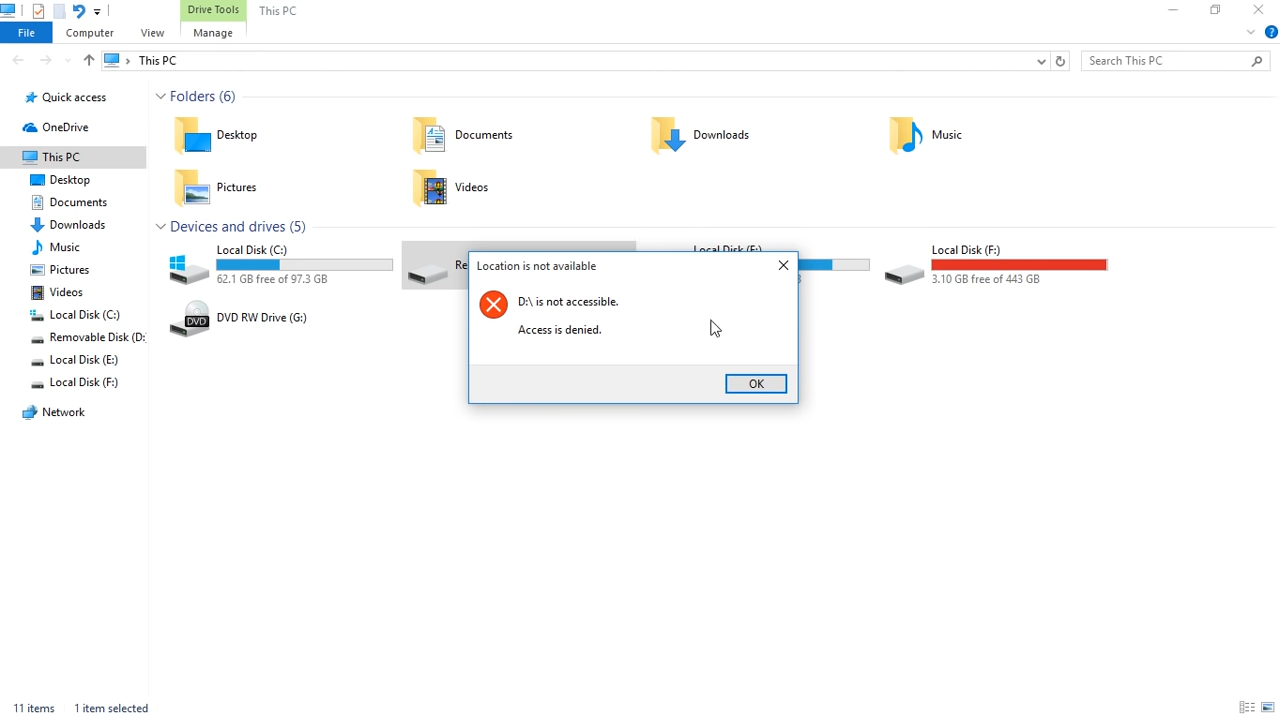 Drive Tools
This PC
File
Computer
View
Manage
This PC
Search This PC
Quick access
OneDrive
This PC
Desktop
Documents
Downloads
Music
Pictures
Videos
Local Disk (C:)
Removable Disk (D:
Local Disk (E:)
Local Disk (F:)
Network
Folders (6)
Desktop
Documents
Downloads
Music
Pictures
Videos
Devices and drives (5)
Local Disk (C:)
62.1 GB free of 97.3 GB
Re
Local Disk (E:)
Local Disk (F:)
3.10 GB free of 443 GB
DVD
DVD RW Drive (G:)
Location is not available
D:\ is not accessible.
Access is denied.
OK
11 items
1 item selected